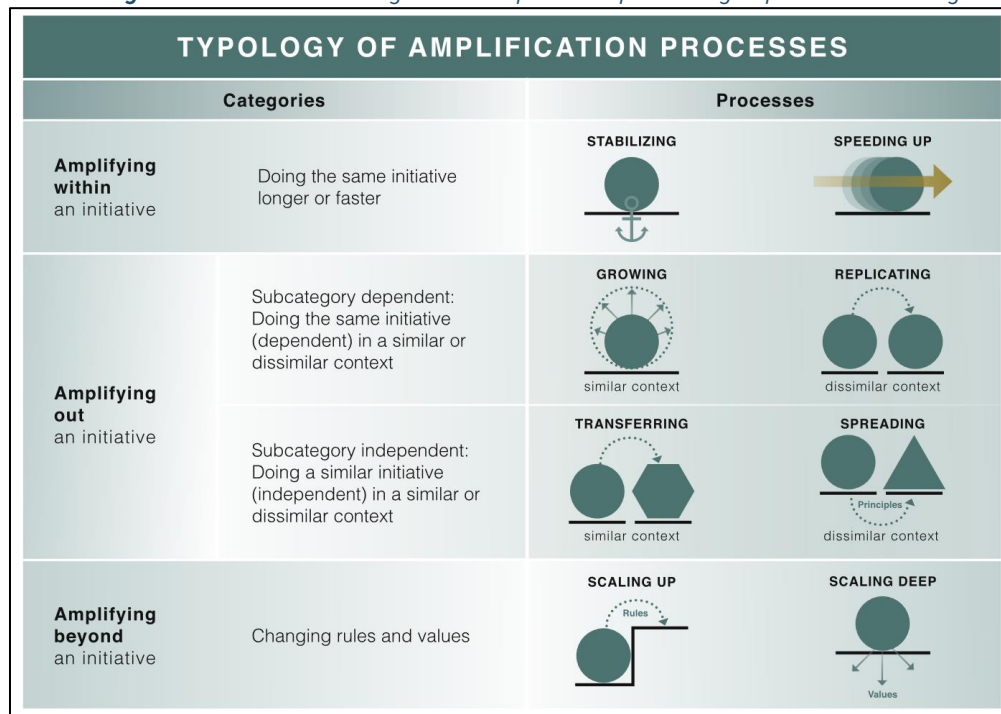 TYPOLOGY OF AMPLIFICATION PROCESSES
Categories
Processes
Amplifying
within
an initiative
Doing the same initiative
longer or faster
STABILIZING
SPEEDING UP
Amplifying
out
an initiative
Subcategory dependent:
Doing the same initiative
(dependent) in a similar or
dissimilar context
GROWING
similar context
REPLICATING
dissimilar context
Subcategory independent:
Doing a similar initiative
(independent) in a similar or
dissimilar context
TRANSFERRING
similar context
SPREADING
Principles
dissimilar context
Amplifying
beyond
an initiative
Changing rules and values
SCALING UP
Rules
SCALING DEEP
Values